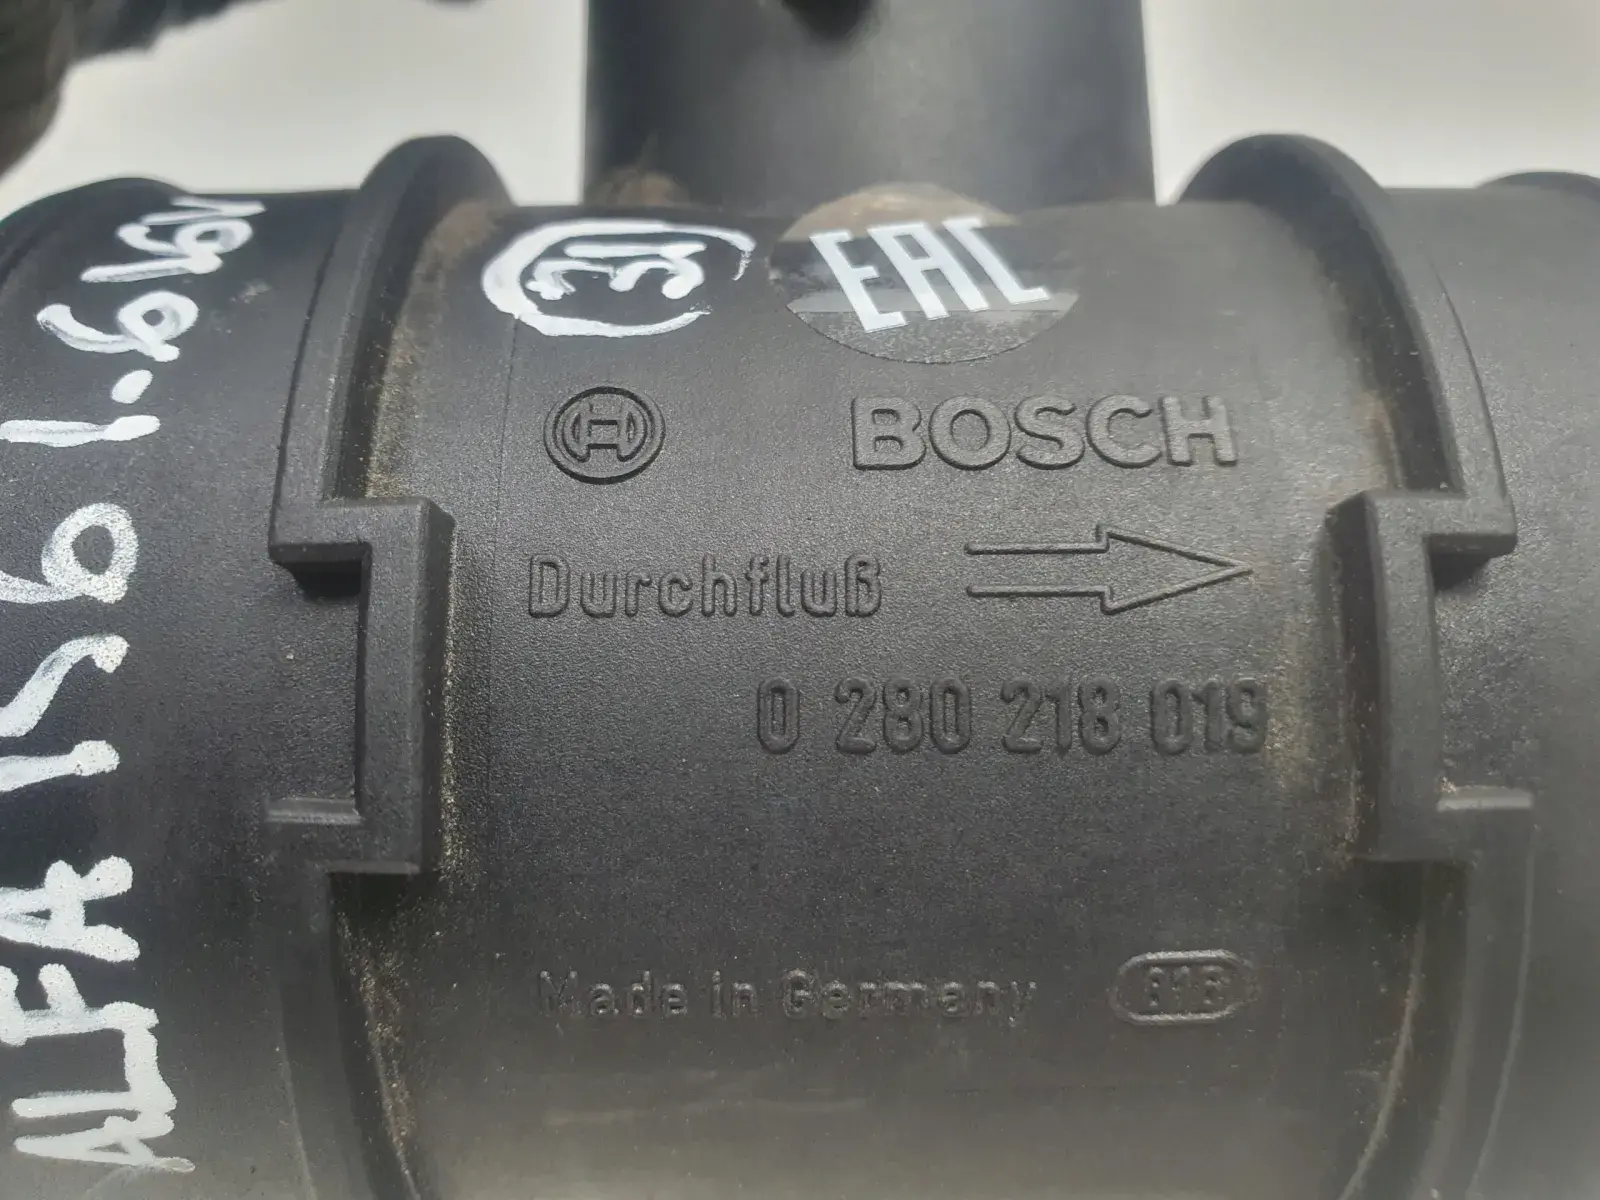 ALFA 156 1.6 16V
31
EAC
BOSCH
Durchfluß
0 280 218 019
Made in Germany